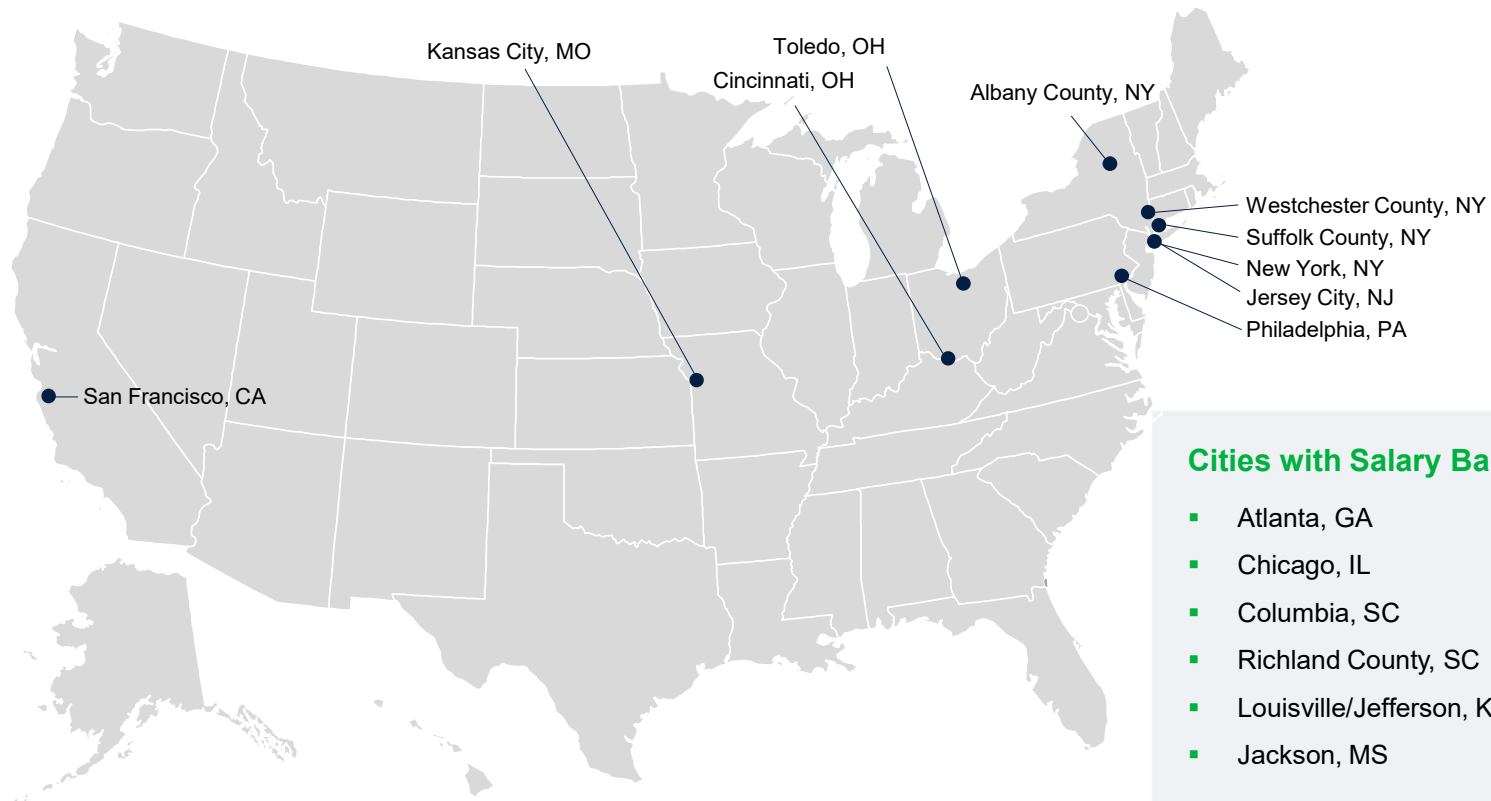 Kansas City, MO
Toledo, OH
Cincinnati, OH
Albany County, NY
Westchester County, NY
Suffolk County, NY
New York, NY
Jersey City, NJ
Philadelphia, PA
San Francisco, CA
Cities with Salary Ba
▪ Atlanta, GA
▪ Chicago, IL
▪ Columbia, SC
▪ Richland County, SC
▪ Louisville/Jefferson, K
▪ Jackson, MS